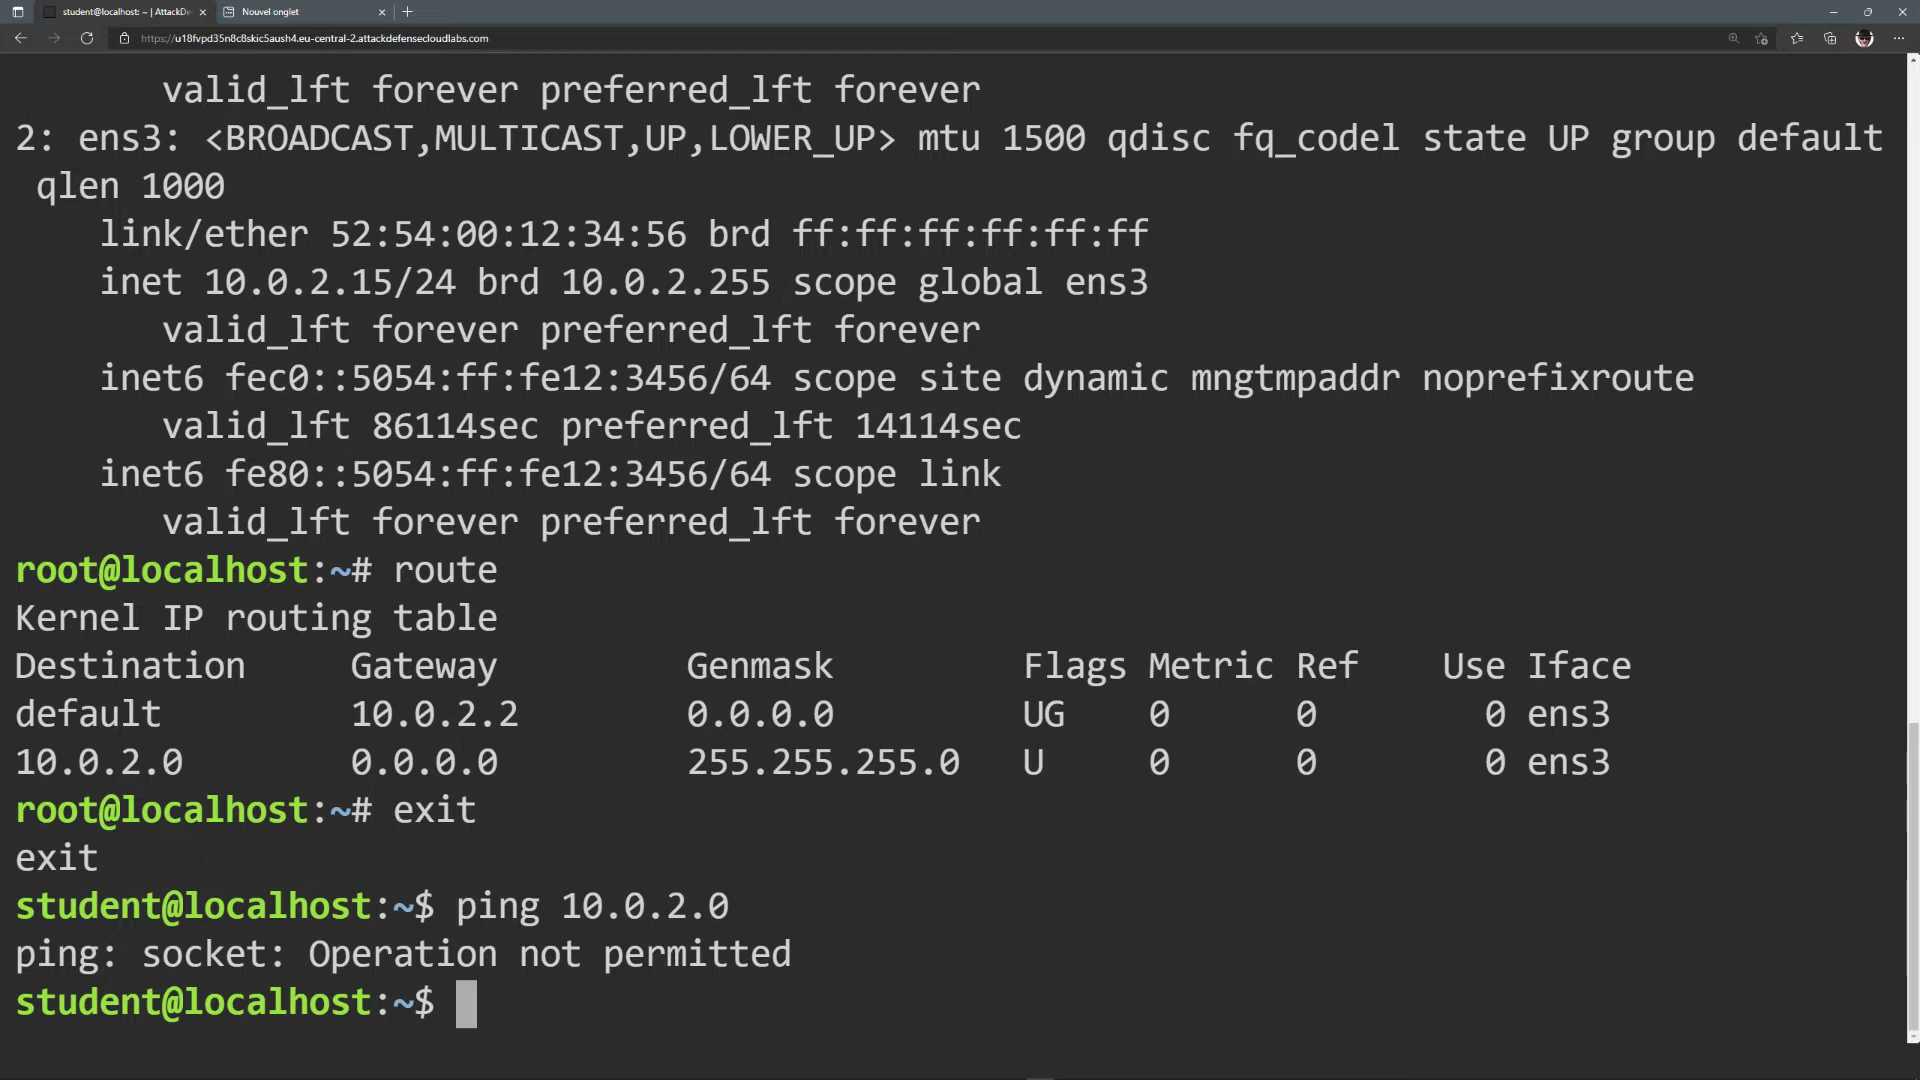 student@localhost: ~ | AttackDe
Nouvel onglet
https://u18fvpd35n8c8skic5aush4.eu-central-2.attackdefensecloudlabs.com
valid_lft forever preferred_lft forever
2: ens3: <BROADCAST,MULTICAST,UP,LOWER_UP> mtu 1500 qdisc fq_codel state UP group default
qlen 1000
link/ether 52:54:00:12:34:56 brd ff:ff:ff:ff:ff:ff
inet 10.0.2.15/24 brd 10.0.2.255 scope global ens3
valid_lft forever preferred_lft forever
inet6 fec0::5054:ff:fe12:3456/64 scope site dynamic mngtmpaddr noprefixroute
valid_lft 86114sec preferred_lft 14114sec
inet6 fe80::5054:ff:fe12:3456/64 scope link
valid_lft forever preferred_lft forever
root@localhost:~# route
Kernel IP routing table
Destination Gateway Genmask Flags Metric Ref Use Iface
default 10.0.2.2 0.0.0.0 UG 0 0 0 ens3
10.0.2.0 0.0.0.0 255.255.255.0 U 0 0 0 ens3
root@localhost:~# exit
exit
student@localhost:~$ ping 10.0.2.0
ping: socket: Operation not permitted
student@localhost:~$